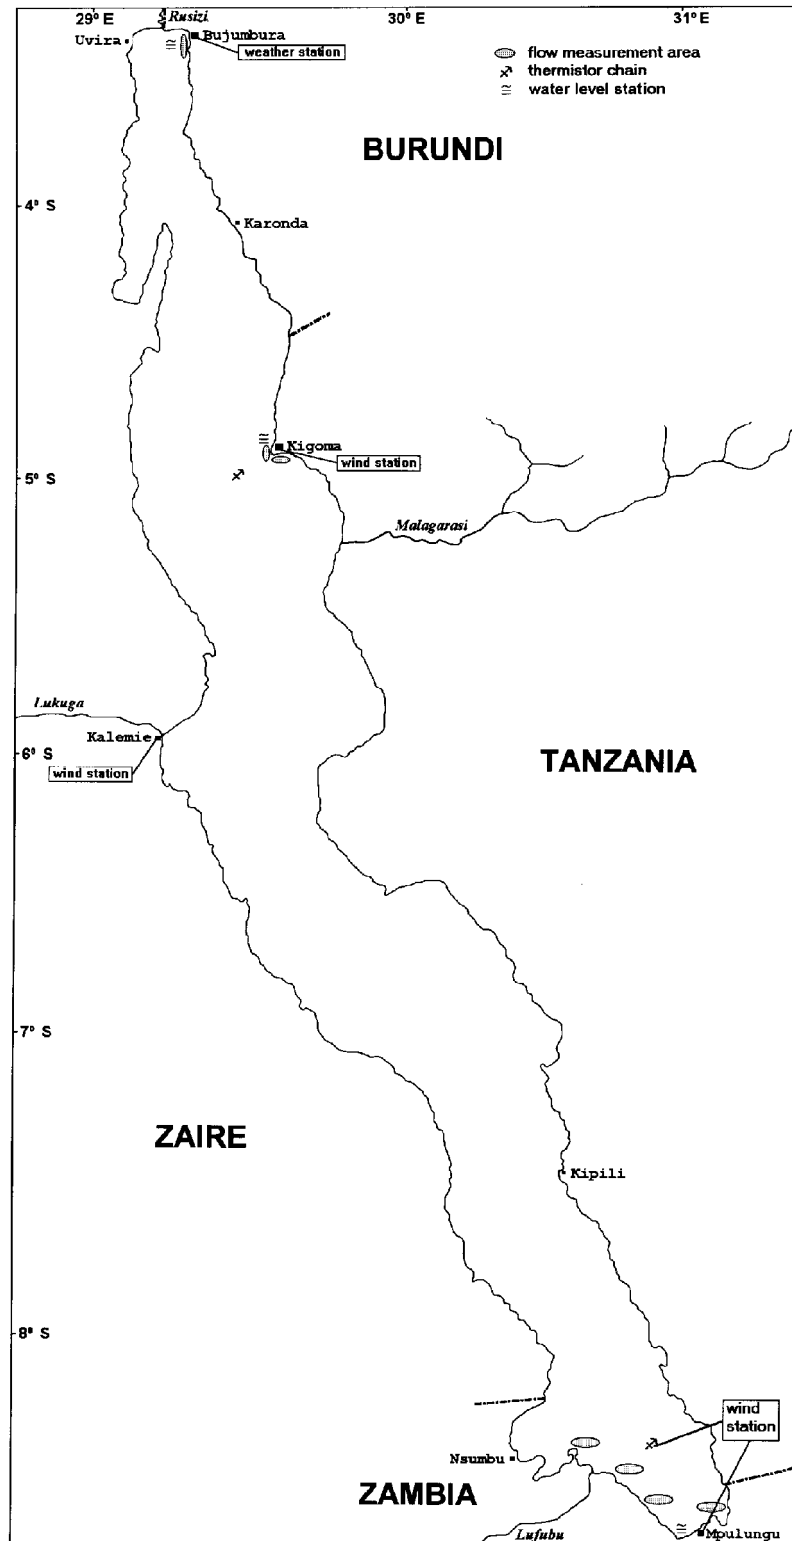 29° E
30° E
31° E
Rusizi
Uvira
Bujumbura
weather station
flow measurement area
thermistor chain
water level station
BURUNDI
4° S
Karonda
Kigoma
wind station
5° S
Malagarasi
Lukuga
Kalemie
6° S
wind station
TANZANIA
7° S
ZAIRE
Kipili
8° S
wind
station
Nsumbu
ZAMBIA
Lufubu
Mpulungu